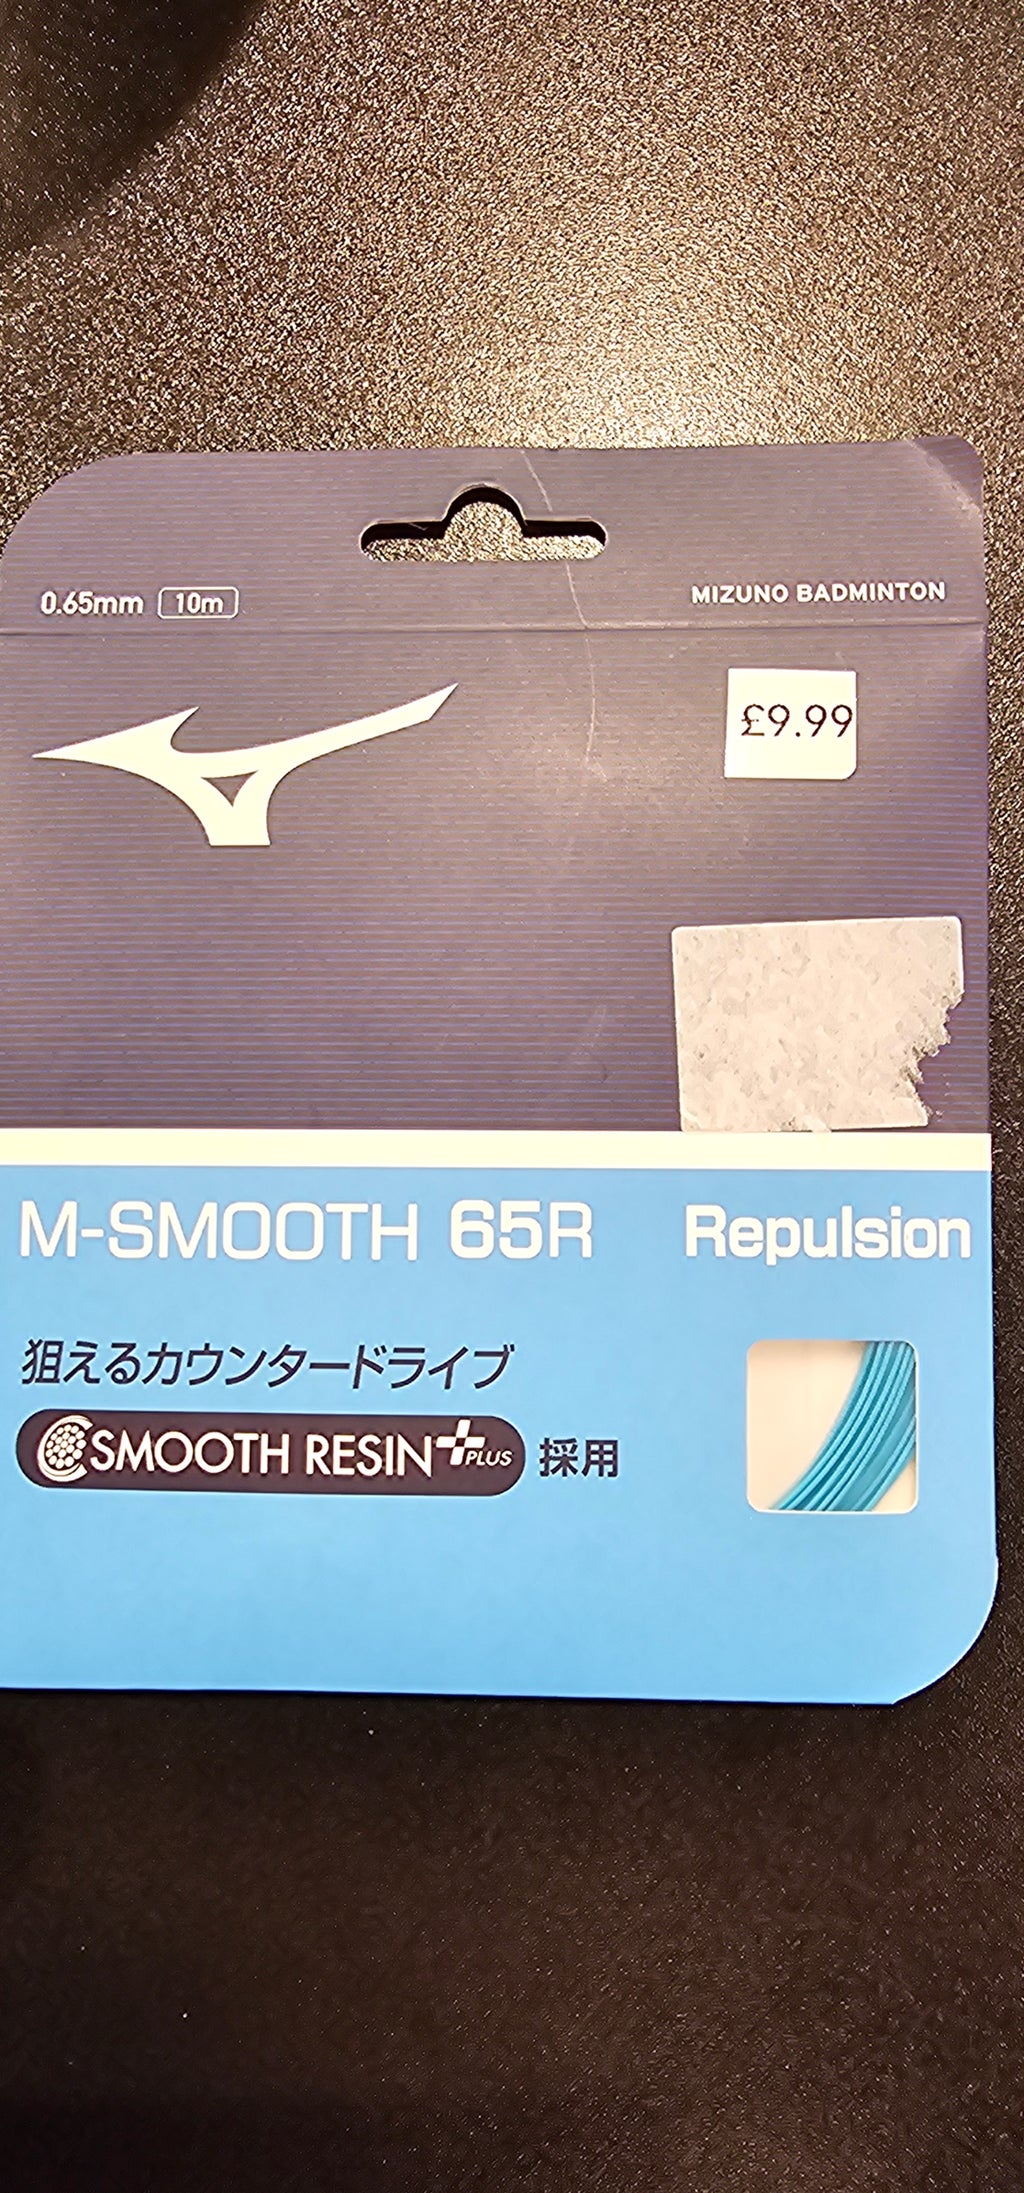 0.65mm 10m
MIZUNO BADMINTON
£9.99
M-SMOOTH 65R
Repulsion
狙えるカウンタードライブ
SMOOTH RESIN+PLUS 採用